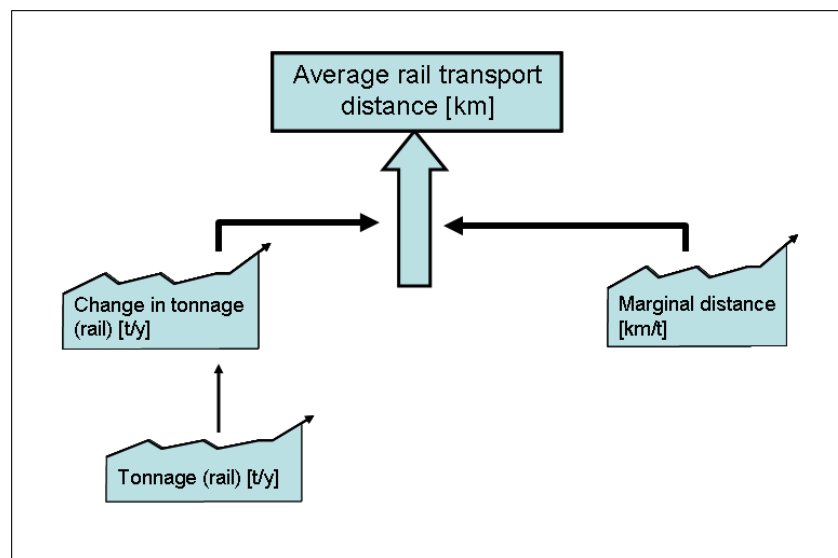 Average rail transport
distance [km]
Change in tonnage
(rail) [t/y]
Marginal distance
[km/t]
Tonnage (rail) [t/y]